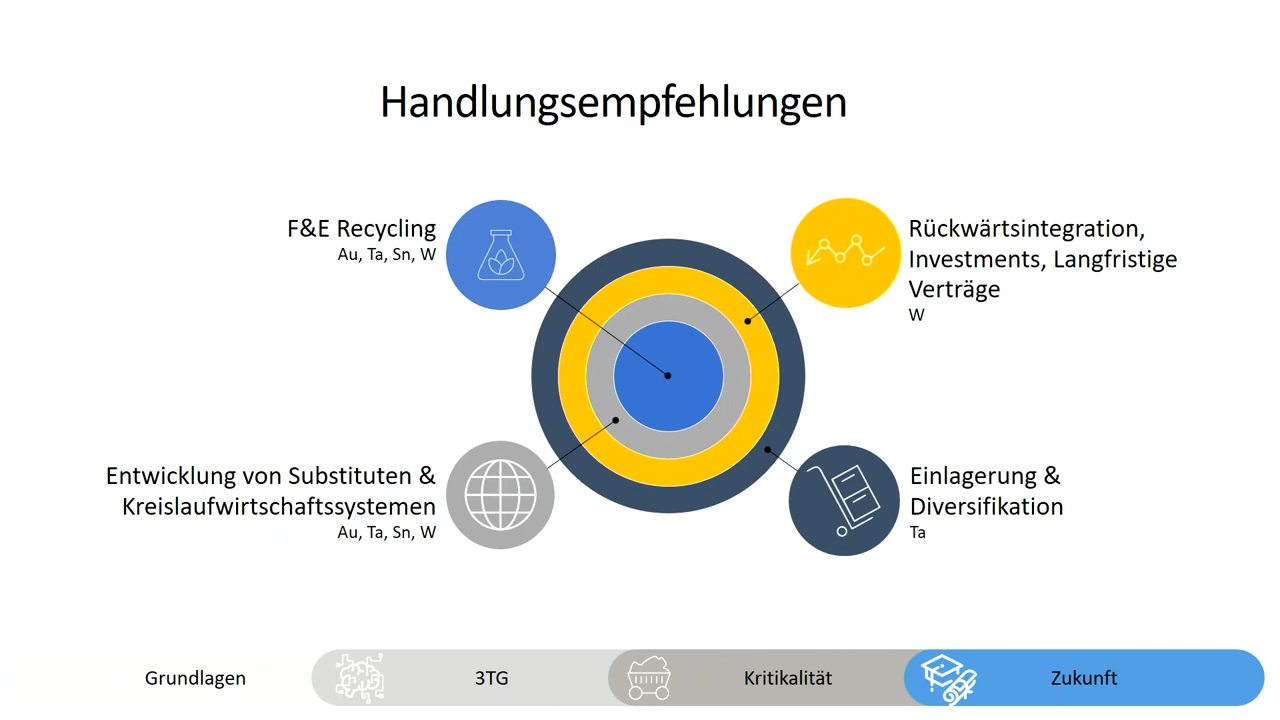 Handlungsempfehlungen
F&E Recycling
Au, Ta, Sn, W
Rückwärtsintegration,
Investments, Langfristige
Verträge
W
Entwicklung von Substituten &
Kreislaufwirtschaftssystemen
Au, Ta, Sn, W
Einlagerung &
Diversifikation
Ta
Grundlagen
3TG
Kritikalität
Zukunft